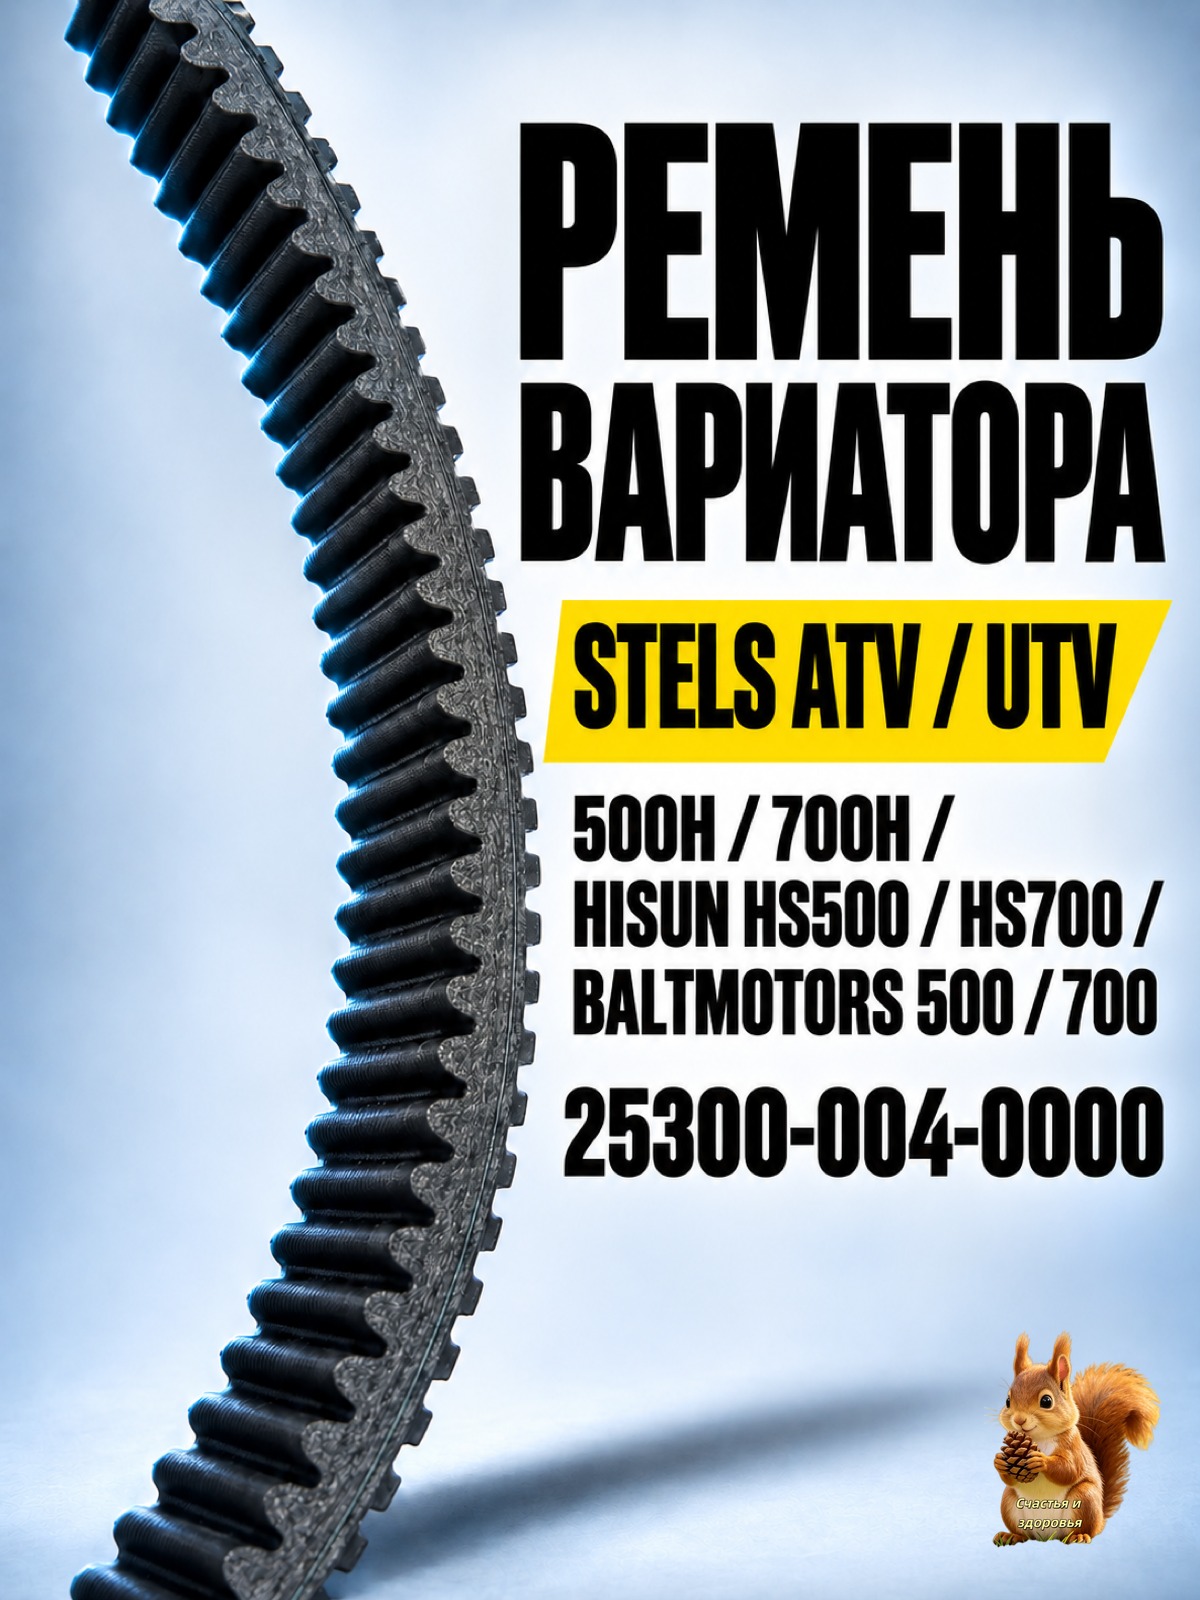 РЕМЕНЬ
ВАРИАТОРА
STELS ATV / UTV
500H / 700H /
HISUN HS500 / HS700 /
BALTMOTORS 500 / 700
25300-004-0000
Счастья и
здоровья